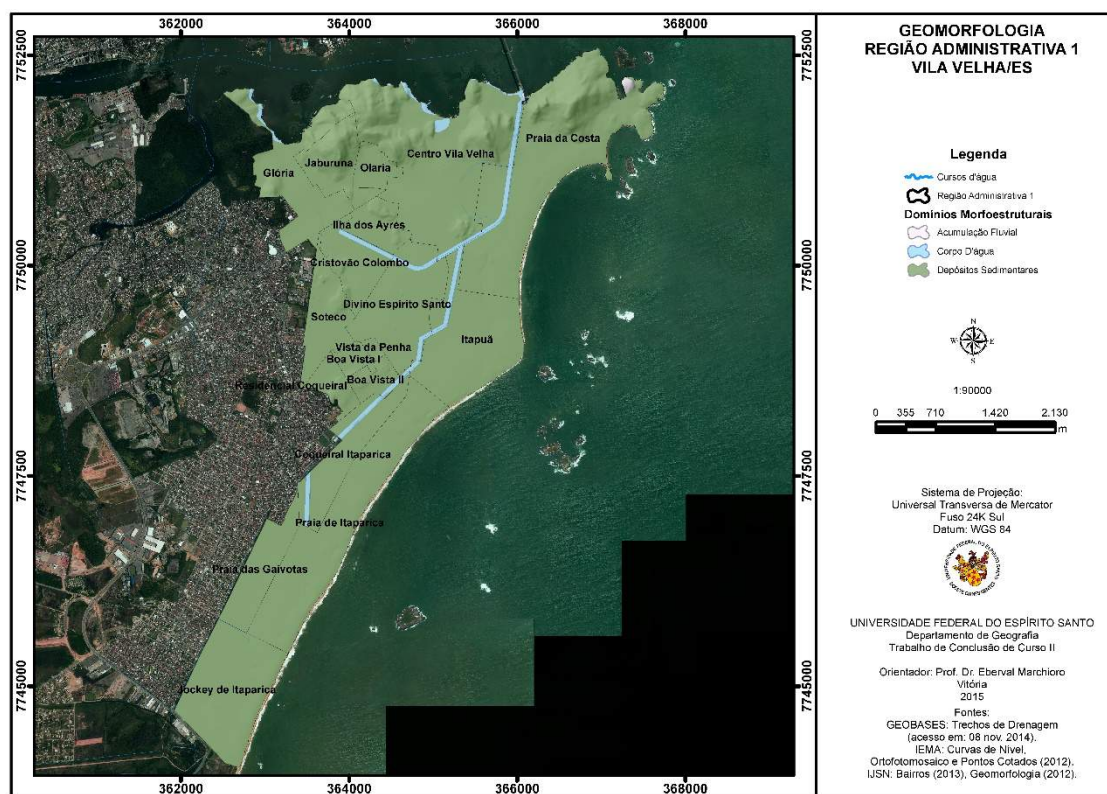 362000 364000 366000 368000
7752500 7752500
7750000 7750000
7747500 7747500
7745000 7745000
362000 364000 366000 368000
Praia da Costa
Centro Vila Velha
Jaburuna
Olaria
Glória
Ilha dos Ayres
Cristovão Colombo
Divino Espirito Santo
Soteco
Itapuã
Vista da Penha
Boa Vista I
Boa Vista II
Residencial Coqueiral
Coqueiral Itaparica
Praia de Itaparica
Praia das Gaivotas
Jockey de Itaparica
GEOMORFOLOGIA
REGIÃO ADMINISTRATIVA 1
VILA VELHA/ES
Legenda
Cursos d'água
Região Administrativa 1
Domínios Morfoestruturais
Acumulação Fluvial
Corpo D'água
Depósitos Sedimentares
N
W E
S
1:90000
0 355 710 1.420 2.130
m
Sistema de Projeção:
Universal Transversa de Mercator
Fuso 24K Sul
Datum: WGS 84
UNIVERSIDADE FEDERAL DO ESPÍRITO SANTO
Departamento de Geografia
Trabalho de Conclusão de Curso II
Orientador: Prof. Dr. Eberval Marchioro
Vitória
2015
Fontes:
GEOBASES: Trechos de Drenagem
(acesso em: 08 nov. 2014).
IEMA: Curvas de Nível,
Ortofotomosaico e Pontos Cotados (2012).
IJSN: Bairros (2013), Geomorfologia (2012).